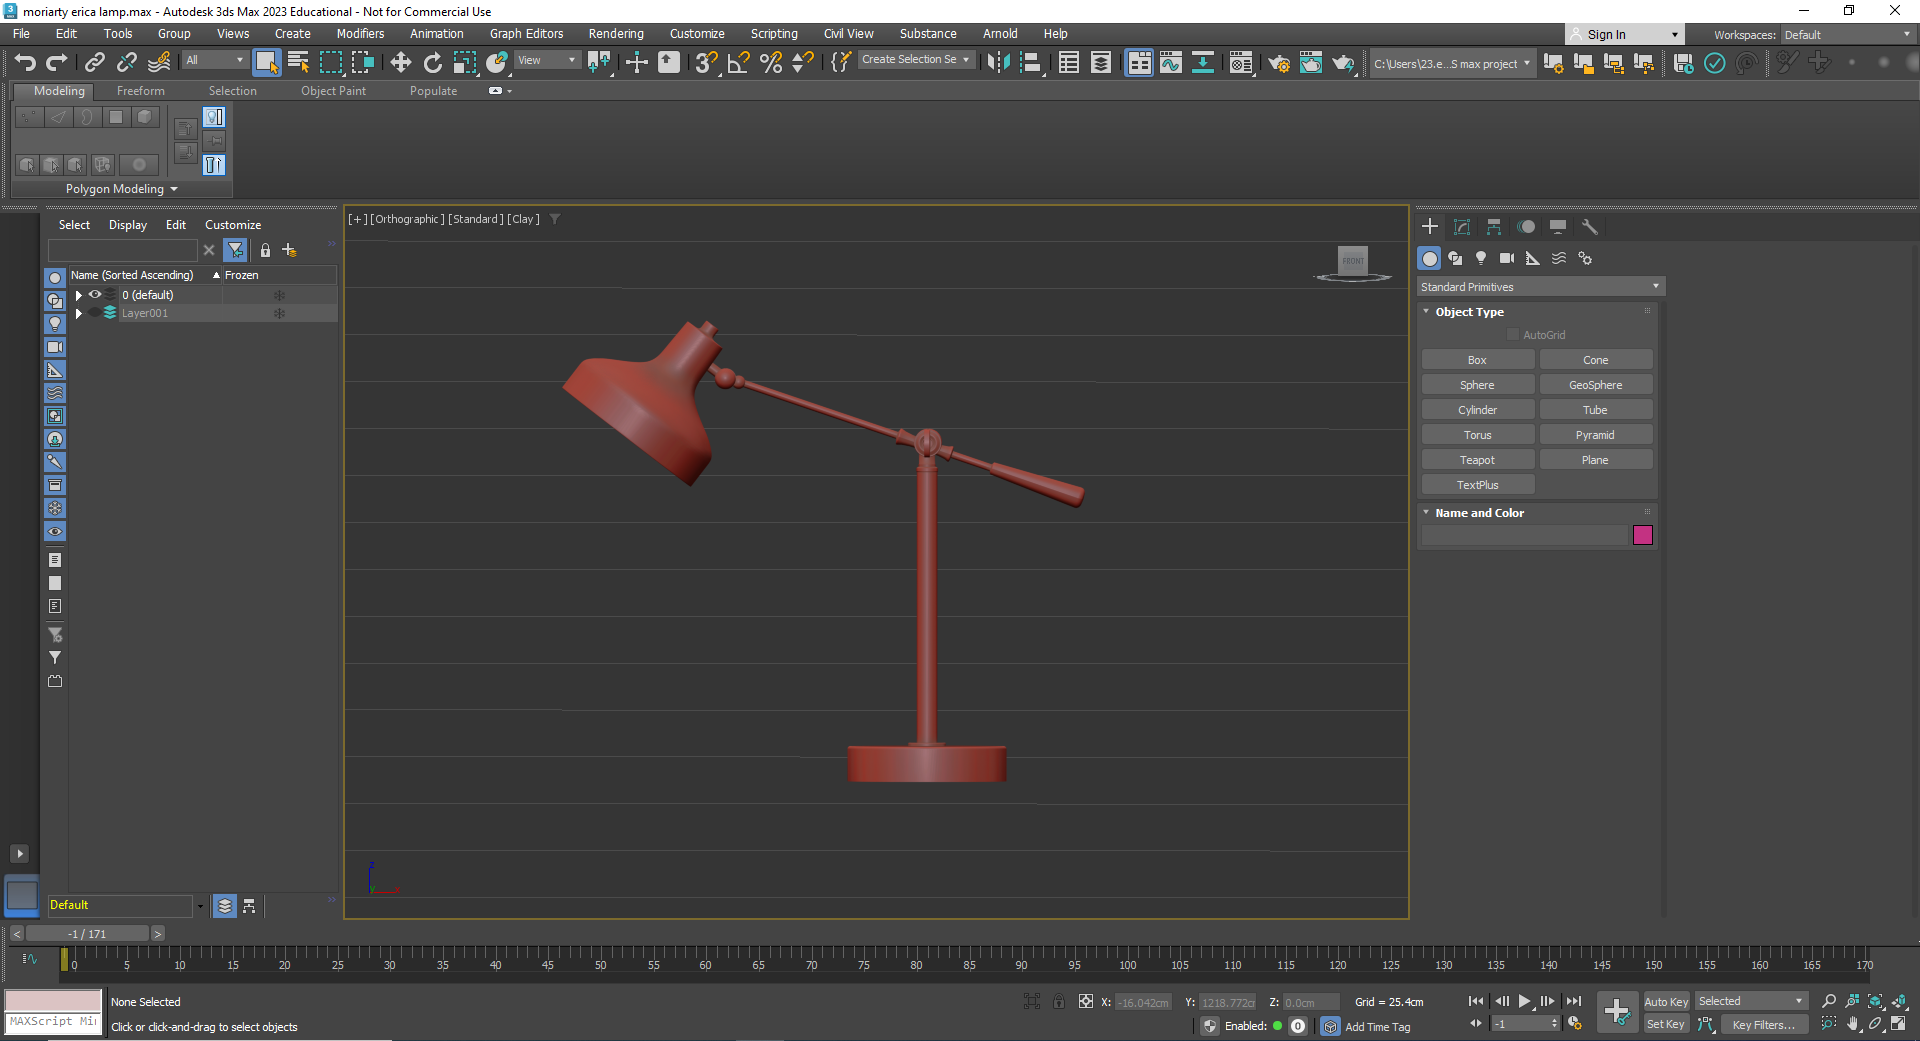 moriarty erica lamp.max - Autodesk 3ds Max 2023 Educational - Not for Commercial Use
File Edit Tools Group Views Create Modifiers Animation Graph Editors Rendering Customize Scripting Civil View Substance Arnold Help Sign In Workspaces: Default
All View Create Selection Se C:\Users\23.e...S max project
Modeling Freeform Selection Object Paint Populate
Polygon Modeling
Select Display Edit Customize
Name (Sorted Ascending) Frozen
0 (default)
Layer001
[+] [Orthographic] [Standard] [Clay]
FRONT
z
y
Standard Primitives
Object Type
AutoGrid
Box Cone
Sphere GeoSphere
Cylinder Tube
Torus Pyramid
Teapot Plane
TextPlus
Name and Color
Default
< -1 / 171 >
0 5 10 15 20 25 30 35 40 45 50 55 60 65 70 75 80 85 90 95 100 105 110 115 120 125 130 135 140 145 150 155 160 165 170
None Selected
X: -16.042cm Y: 1218.772cm Z: 0.0cm Grid = 25.4cm
Auto Key Selected
MAXScript Mi
Click or click-and-drag to select objects
Enabled: 0 Add Time Tag
-1
Set Key Key Filters...